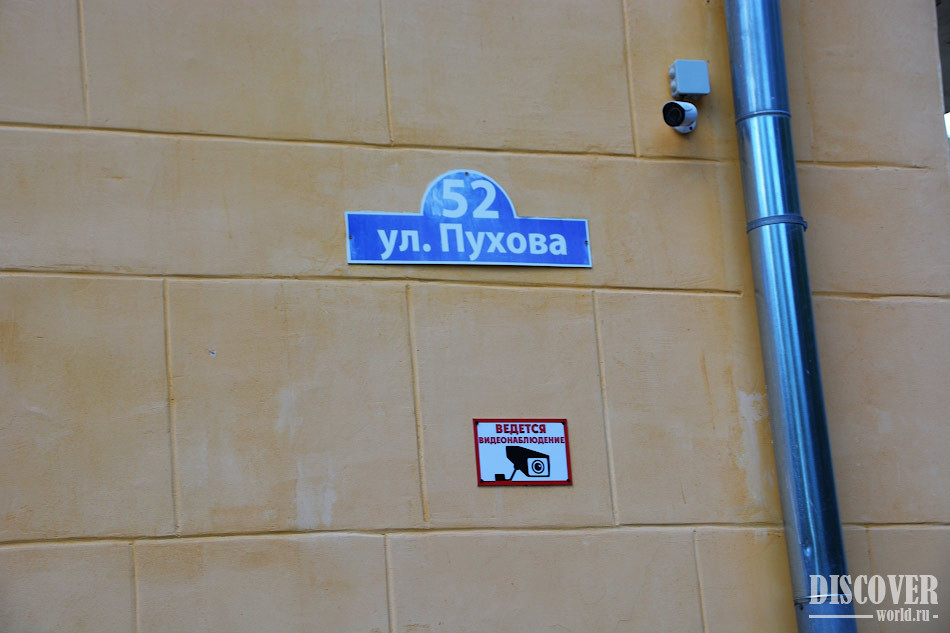 52
ул. Пухова
ВЕДЕТСЯ
ВИДЕОНАБЛЮДЕНИЕ
DISCOVER
world.ru